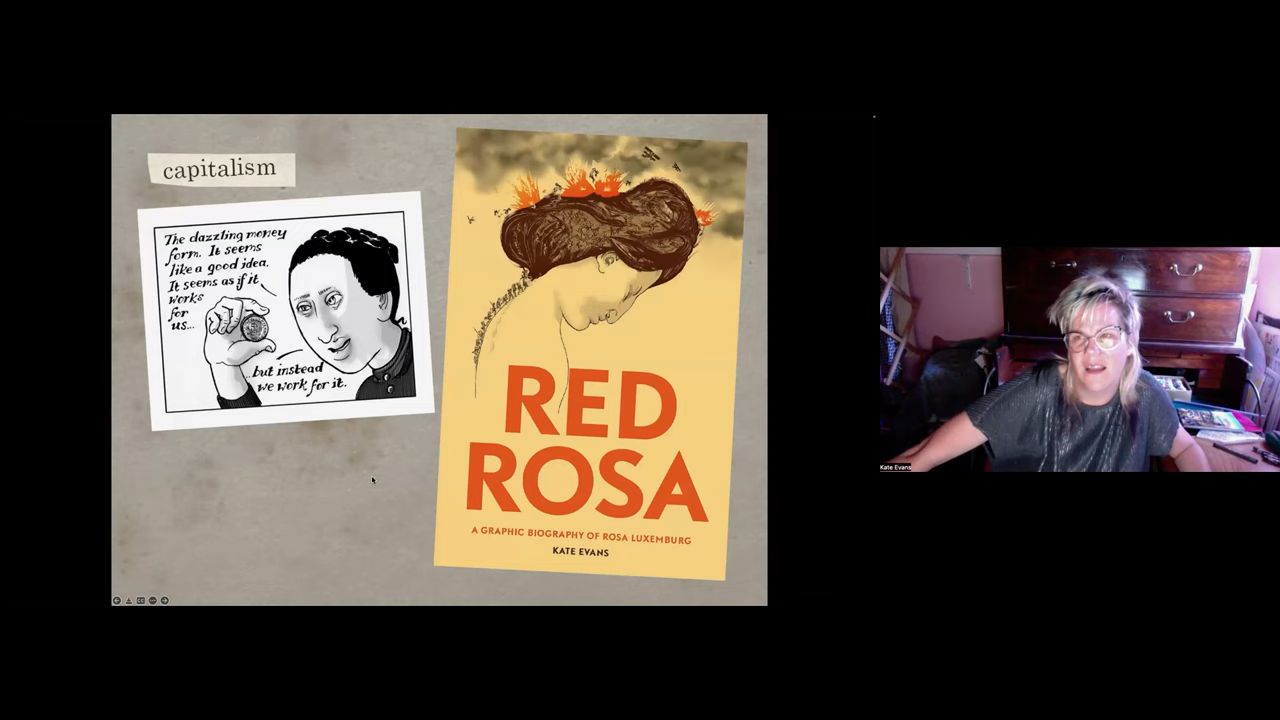 capitalism
The dazzling money
form. It seems
like a good idea.
It seems as if it
works
for
us...
...but instead
we work for it.
RED
ROSA
A GRAPHIC BIOGRAPHY OF ROSA LUXEMBURG
KATE EVANS
Kate Evans